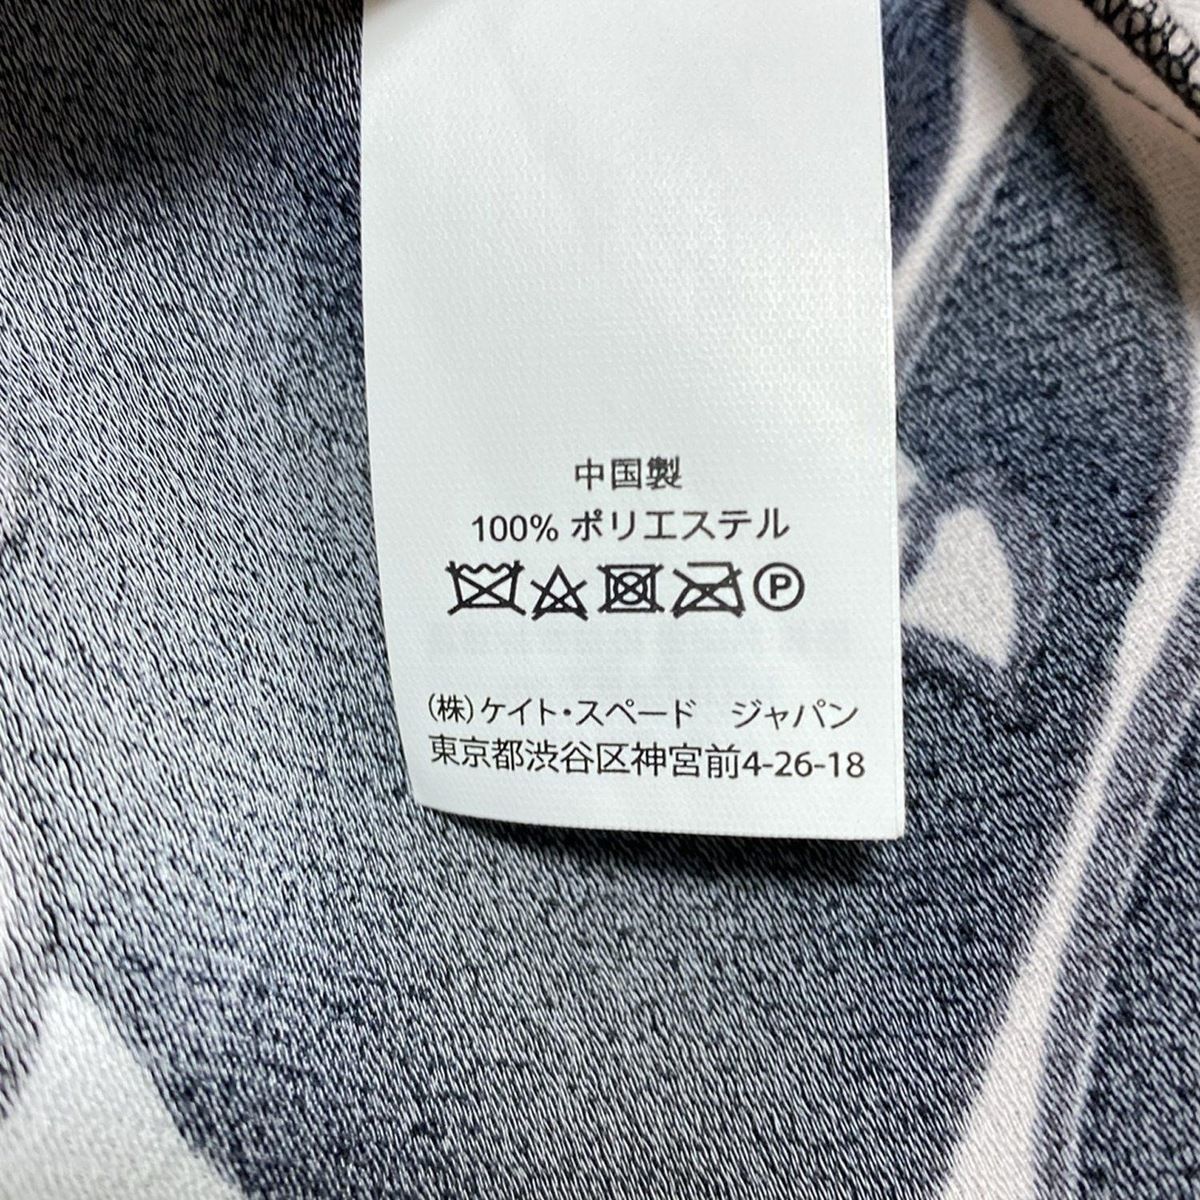 中国製
100% ポリエステル
P
(株)ケイト・スペード　ジャパン
東京都渋谷区神宮前4-26-18